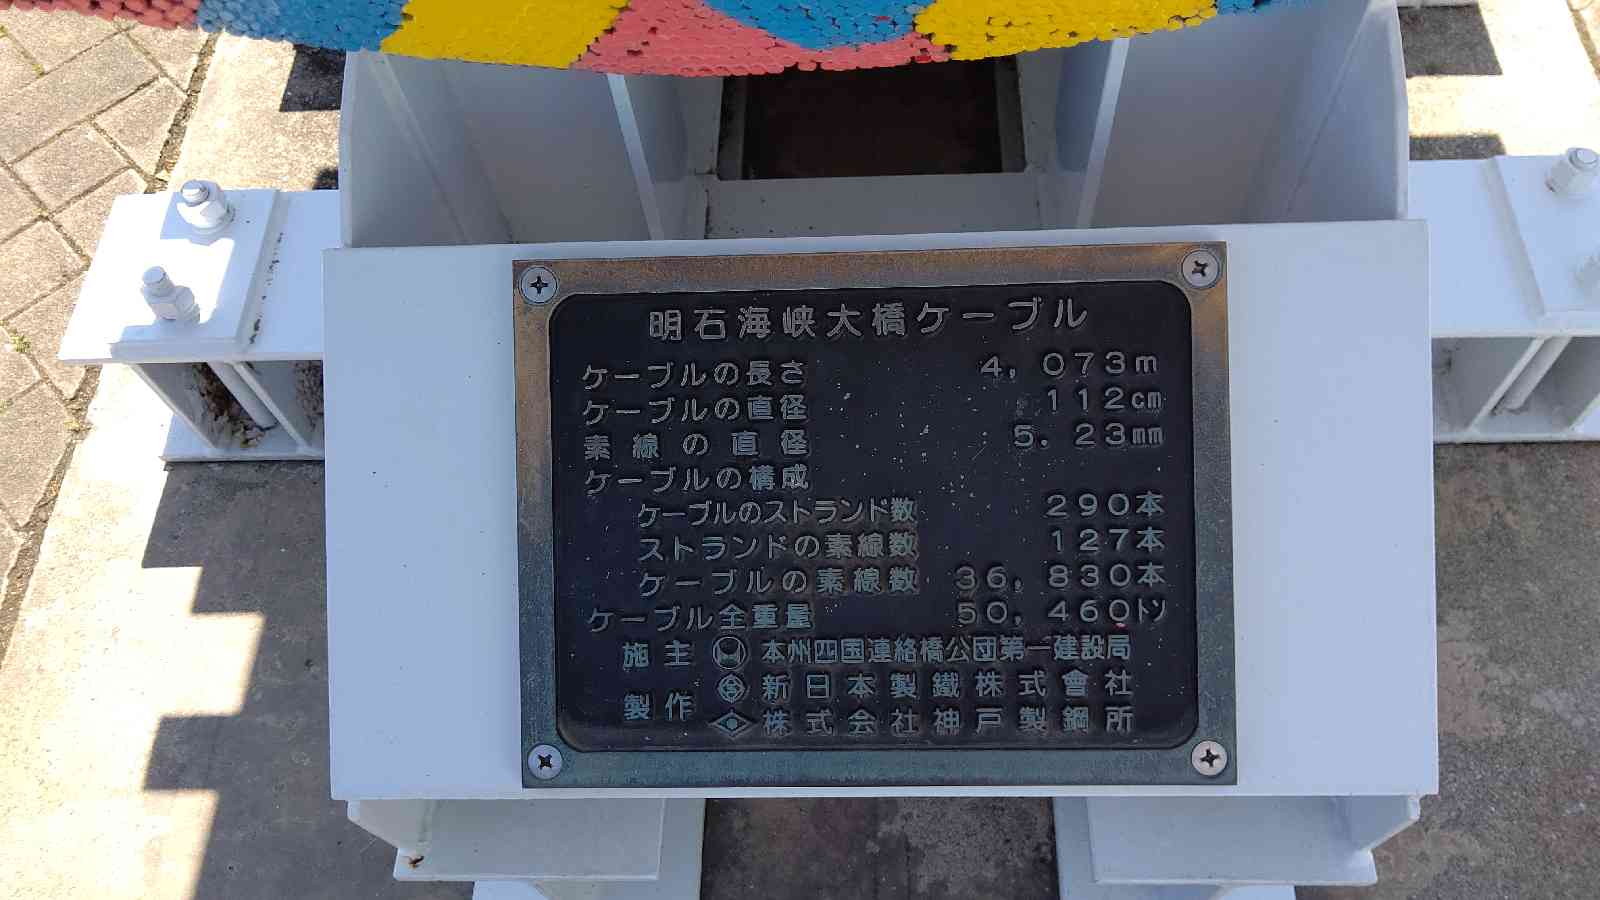 明石海峡大橋ケーブル
ケーブルの長さ 4,073m
ケーブルの直径 112cm
素線の直径 5.23mm
ケーブルの構成
ケーブルのストランド数 290本
ストランドの素線数 127本
ケーブルの素線数 36,830本
ケーブル全重量 50,460トン
施主 本州四国連絡橋公団第一建設局
製作 新日本製鐵株式會社
株式会社神戸製鋼所